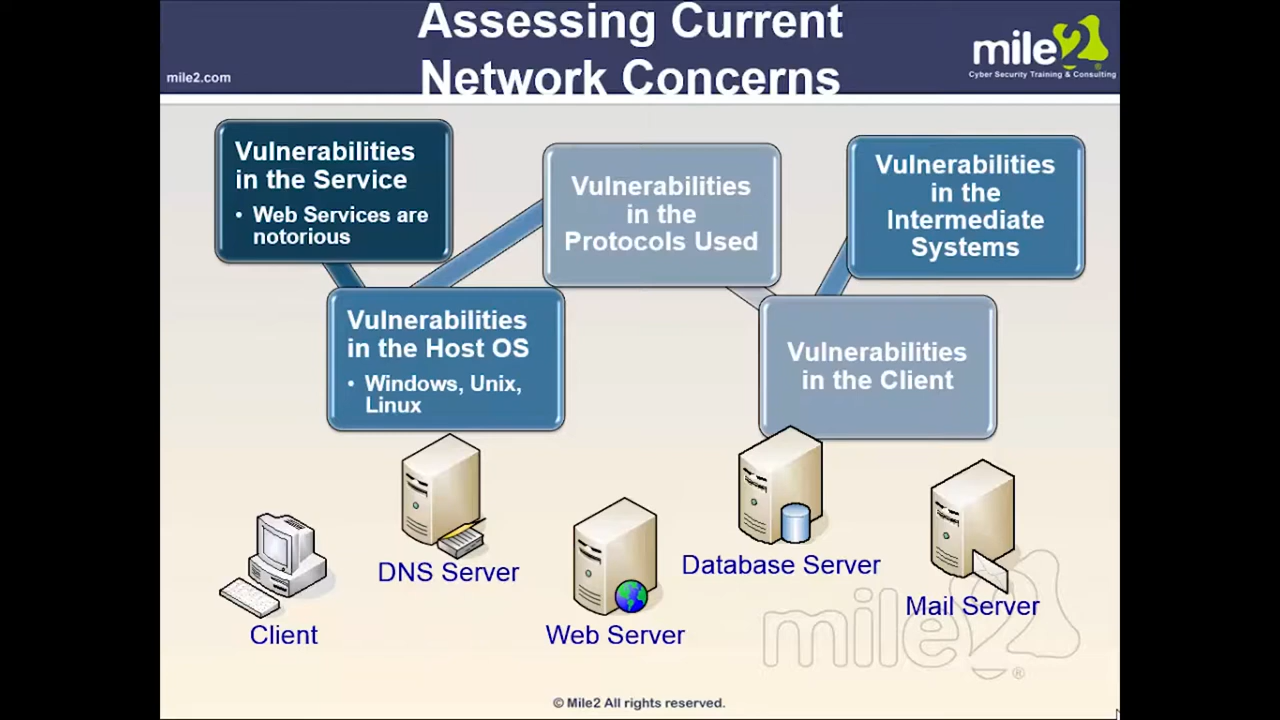 Assessing Current
Network Concerns
mile2.com
mile2
Cyber Security Training & Consulting
Vulnerabilities
in the Service
• Web Services are
notorious
Vulnerabilities
in the
Protocols Used
Vulnerabilities
in the
Intermediate
Systems
Vulnerabilities
in the Host OS
• Windows, Unix,
Linux
Vulnerabilities
in the Client
Client
DNS Server
Web Server
Database Server
Mail Server
mile2®
© Mile2 All rights reserved.